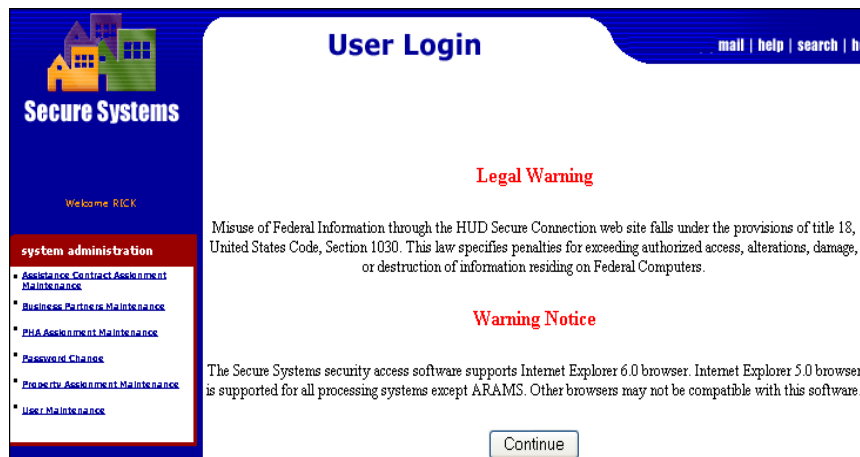 User Login
mail | help | search | h
Secure Systems
Welcome RICK
system administration
Assistance Contract Assignment
Maintenance
Business Partners Maintenance
PHA Assignment Maintenance
Password Change
Property Assignment Maintenance
User Maintenance
Legal Warning
Misuse of Federal Information through the HUD Secure Connection web site falls under the provisions of title 18,
United States Code, Section 1030. This law specifies penalties for exceeding authorized access, alterations, damage,
or destruction of information residing on Federal Computers.
Warning Notice
The Secure Systems security access software supports Internet Explorer 6.0 browser. Internet Explorer 5.0 browser
is supported for all processing systems except ARAMS. Other browsers may not be compatible with this software.
Continue